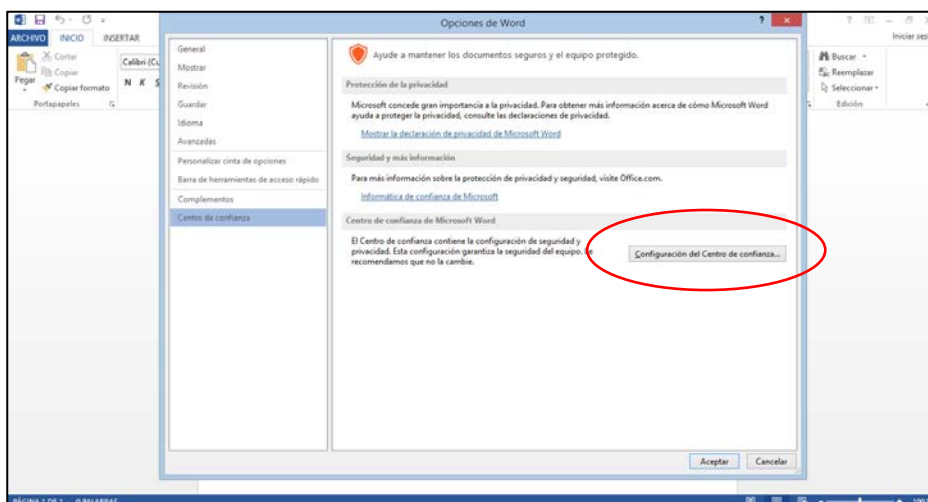 Opciones de Word
ARCHIVO INICIO INSERTAR
Iniciar ses
Cortar
Copiar
Pegar
Copiar formato
Portapapeles
Calibri (Cu
N K S
Buscar
Reemplazar
Seleccionar
Edición
General
Mostrar
Revisión
Guardar
Idioma
Avanzadas
Personalizar cinta de opciones
Barra de herramientas de acceso rápido
Complementos
Centro de confianza
Ayude a mantener los documentos seguros y el equipo protegido.
Protección de la privacidad
Microsoft concede gran importancia a la privacidad. Para obtener más información acerca de cómo Microsoft Word
ayuda a proteger la privacidad, consulte las declaraciones de privacidad.
Mostrar la declaración de privacidad de Microsoft Word
Seguridad y más información
Para más información sobre la protección de privacidad y seguridad, visite Office.com.
Informática de confianza de Microsoft
Centro de confianza de Microsoft Word
El Centro de confianza contiene la configuración de seguridad y
privacidad. Esta configuración garantiza la seguridad del equipo. Le
recomendamos que no la cambie.
Configuración del Centro de confianza...
Aceptar Cancelar
PÁGINA 1 DE 1 0 PALABRAS